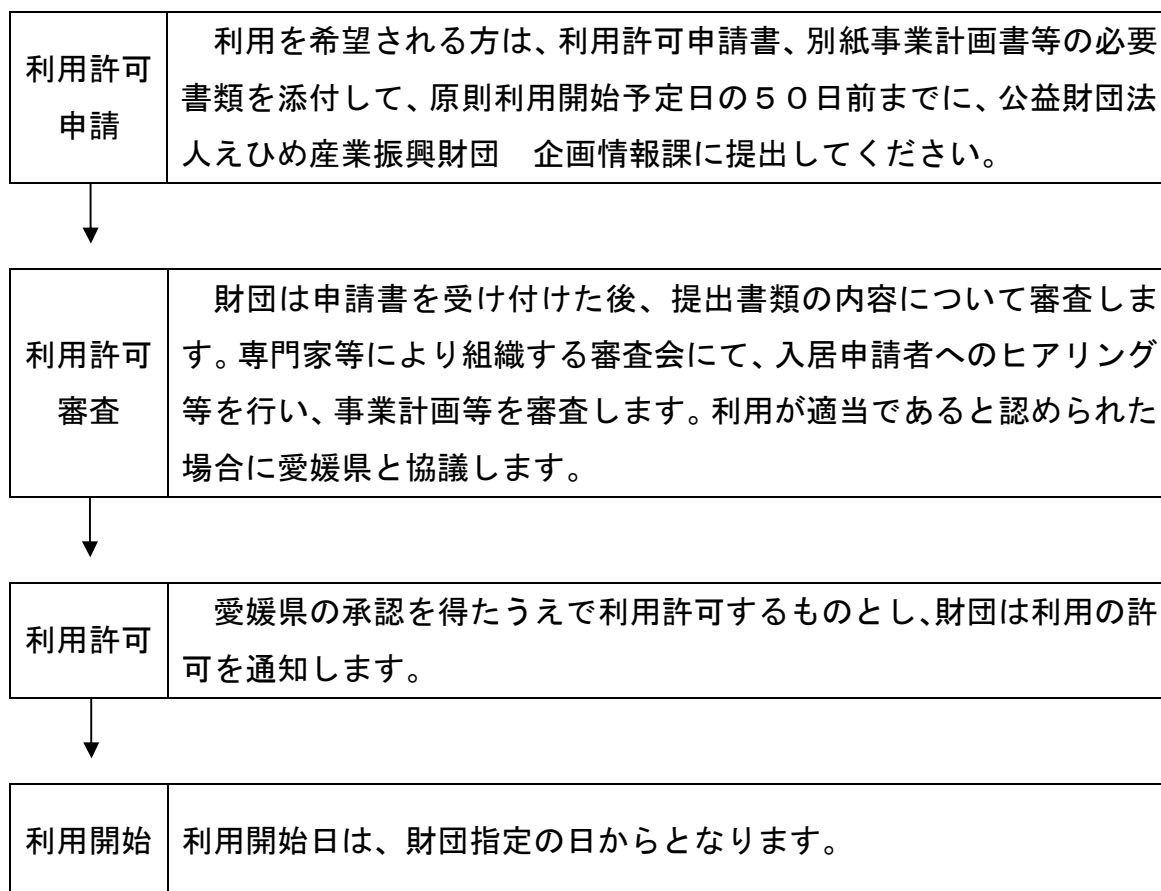 利用許可
申請
利用を希望される方は、利用許可申請書、別紙事業計画書等の必要
書類を添付して、原則利用開始予定日の５０日前までに、公益財団法
人えひめ産業振興財団　企画情報課に提出してください。
利用許可
審査
財団は申請書を受け付けた後、提出書類の内容について審査しま
す。専門家等により組織する審査会にて、入居申請者へのヒアリング
等を行い、事業計画等を審査します。利用が適当であると認められた
場合に愛媛県と協議します。
利用許可
愛媛県の承認を得たうえで利用許可するものとし、財団は利用の許
可を通知します。
利用開始
利用開始日は、財団指定の日からとなります。